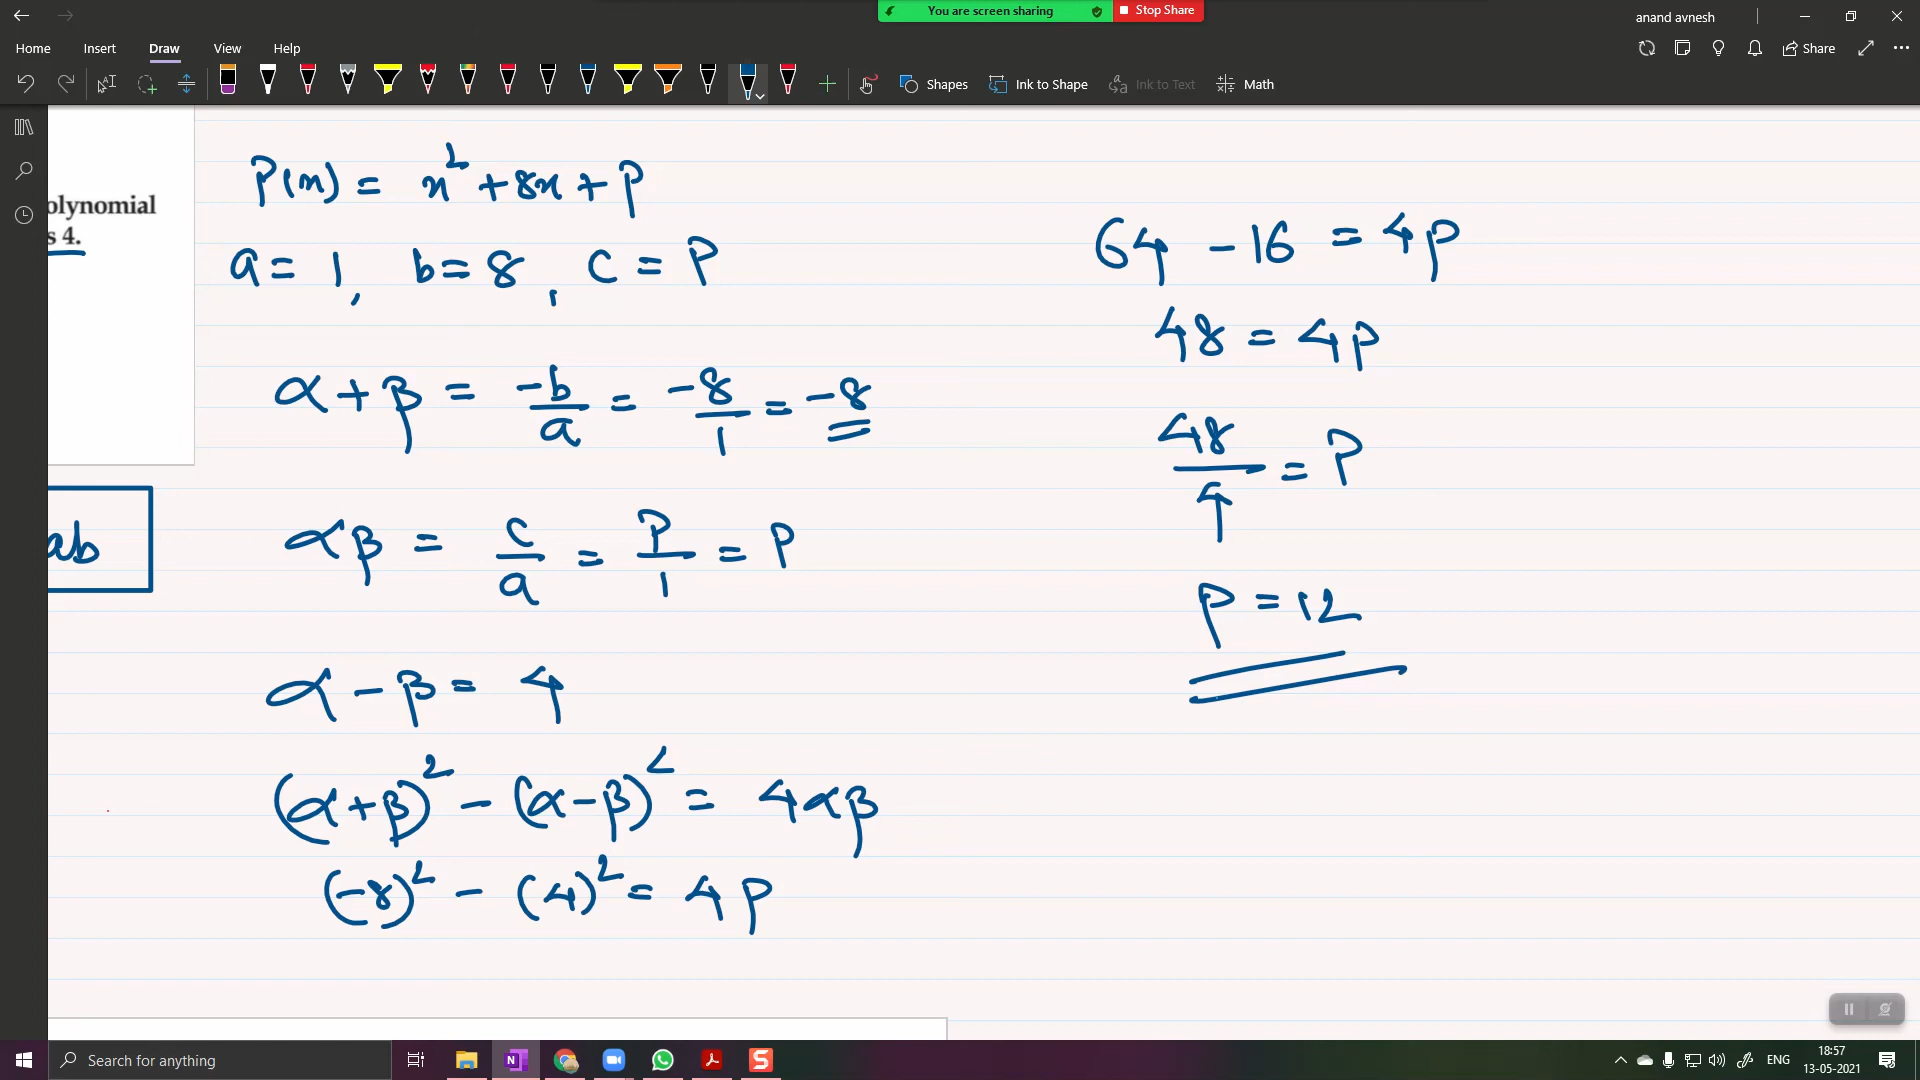 You are screen sharing
Stop Share
anand avnesh
Home Insert Draw View Help
Share
Shapes Ink to Shape Ink to Text Math
olynomial
s 4.
ab
P(x) = x² + 8x + P
a = 1, b = 8, c = P
α + β = -b/a = -8/1 = -8
αβ = c/a = P/1 = P
α - β = 4
(α+β)² - (α-β)² = 4αβ
(-8)² - (4)² = 4P
64 - 16 = 4P
48 = 4P
48/4 = P
P = 12
Search for anything
ENG
18:57
13-05-2021